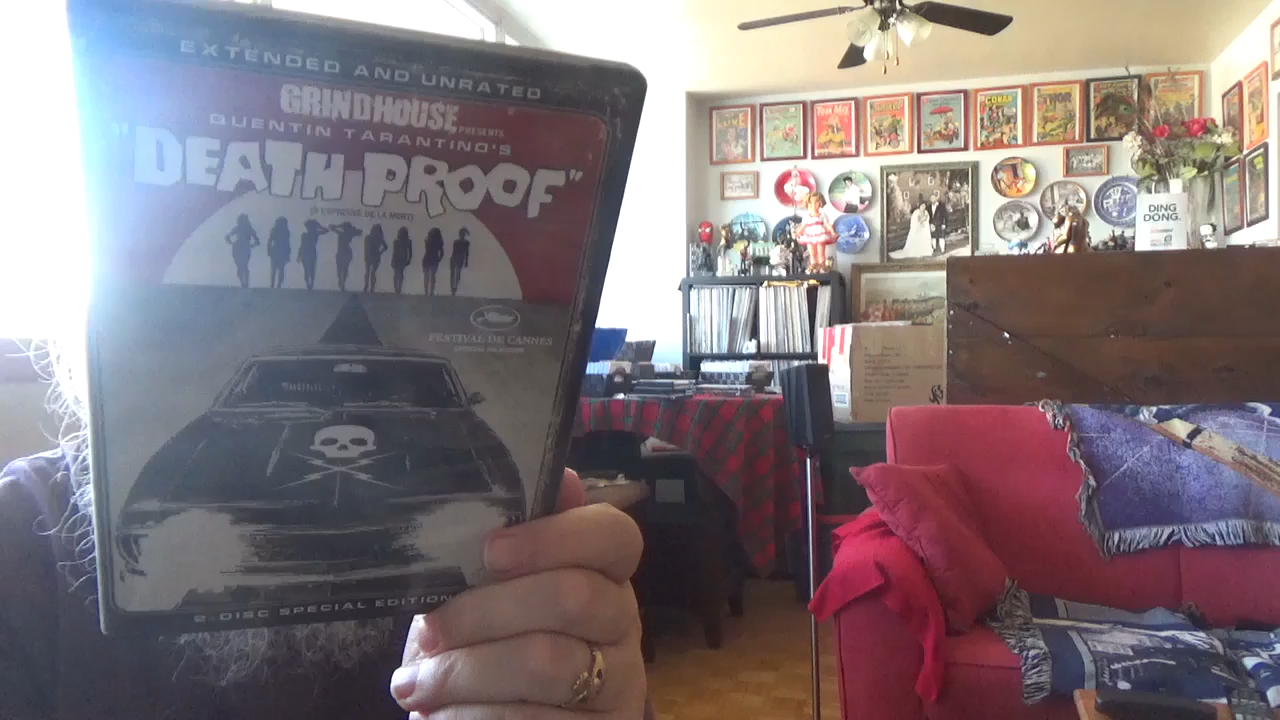 EXTENDED AND UNRATED
GRINDHOUSE PRESENTS
QUENTIN TARANTINO'S
"DEATH PROOF"
(À L'ÉPREUVE DE LA MORT)
FESTIVAL DE CANNES
OFFICIAL SELECTION
2-DISC SPECIAL EDITION
CONAN
DING
DONG.